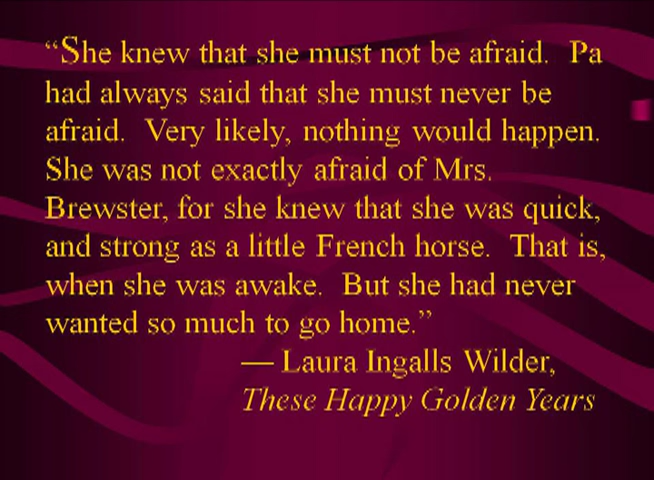 “She knew that she must not be afraid.  Pa
had always said that she must never be
afraid.  Very likely, nothing would happen.
She was not exactly afraid of Mrs.
Brewster, for she knew that she was quick,
and strong as a little French horse.  That is,
when she was awake.  But she had never
wanted so much to go home.”
— Laura Ingalls Wilder,
These Happy Golden Years